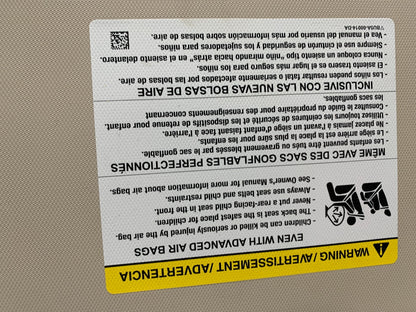 WARNING/AVERTISSEMENT/ADVERTENCIA
EVEN WITH ADVANCED AIR BAGS
- Children can be killed or seriously injured by the air bag.
- The back seat is the safest place for children.
- Never put a rear-facing child seat in the front.
- Always use seat belts and child restraints.
- See Owner's Manual for more information about air bags.
MÊME AVEC DES SACS GONFLABLES PERFECTIONNÉS
- Les enfants peuvent être tués ou gravement blessés par le sac gonflable.
- Le siège arrière est la place la plus sûre pour les enfants.
- Ne placez jamais à l'avant un siège d'enfant faisant face à l'arrière.
- Utilisez toujours les ceintures de sécurité et les dispositifs de retenue pour enfant.
- Consultez le Guide du propriétaire pour des renseignements concernant
les sacs gonflables.
INCLUSIVE CON LAS NUEVAS BOLSAS DE AIRE
- Los niños pueden resultar fatal o seriamente afectados por las bolsas de aire.
- El asiento trasero es el lugar más seguro para los niños.
- Nunca coloque un asiento tipo "niño mirando hacia atrás" en el asiento delantero.
- Siempre use el cinturón de seguridad y los sujetadores para niños.
- Vea el manual del usuario por más información sobre bolsas de aire.